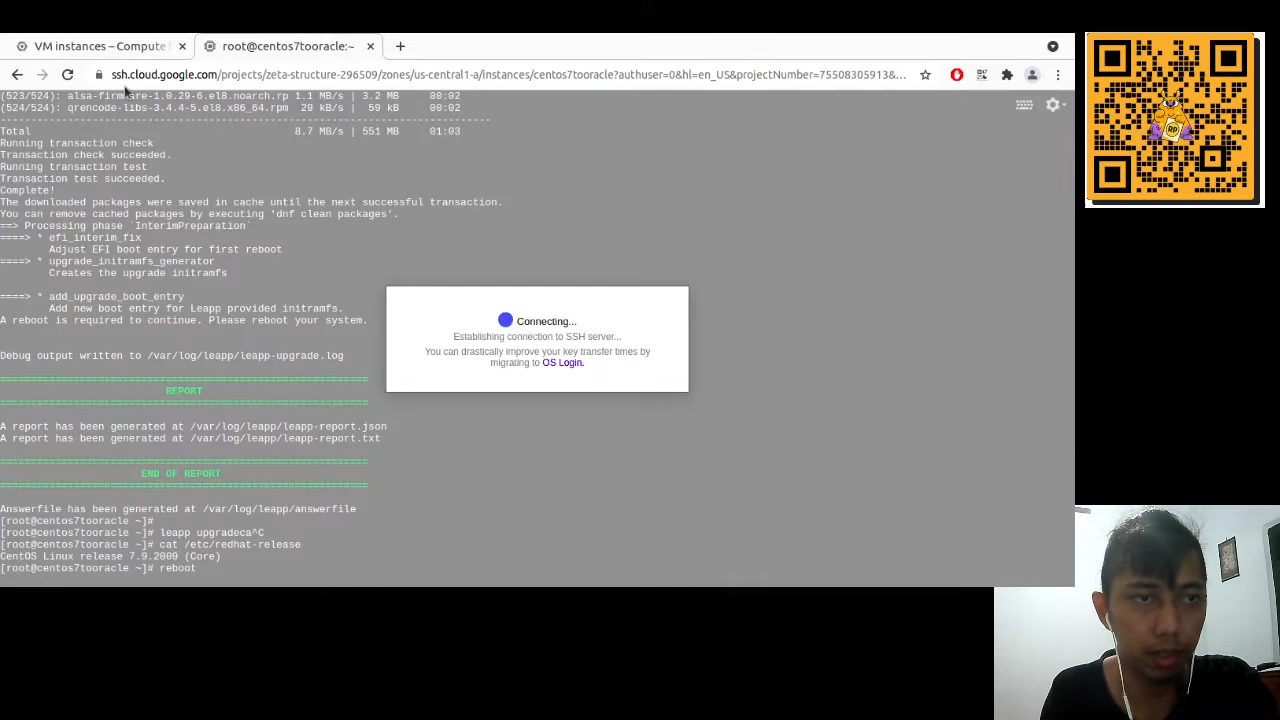 VM instances – Compute
root@centos7tooracle:~
ssh.cloud.google.com/projects/zeta-structure-296509/zones/us-central1-a/instances/centos7tooracle?authuser=0&hl=en_US&projectNumber=75508305913&...
(523/524): alsa-firmware-1.0.29-6.el8.noarch.rp 1.1 MB/s | 3.2 MB 00:02
(524/524): qrencode-libs-3.4.4-5.el8.x86_64.rpm 29 kB/s | 59 kB 00:02
--------------------------------------------------------------------------------
Total 8.7 MB/s | 551 MB 01:03
Running transaction check
Transaction check succeeded.
Running transaction test
Transaction test succeeded.
Complete!
The downloaded packages were saved in cache until the next successful transaction.
You can remove cached packages by executing 'dnf clean packages'.
==> Processing phase `InterimPreparation`
====> * efi_interim_fix
Adjust EFI boot entry for first reboot
====> * upgrade_initramfs_generator
Creates the upgrade initramfs
====> * add_upgrade_boot_entry
Add new boot entry for Leapp provided initramfs.
A reboot is required to continue. Please reboot your system.
Debug output written to /var/log/leapp/leapp-upgrade.log
============================================================
REPORT
============================================================
A report has been generated at /var/log/leapp/leapp-report.json
A report has been generated at /var/log/leapp/leapp-report.txt
============================================================
END OF REPORT
============================================================
Answerfile has been generated at /var/log/leapp/answerfile
[root@centos7tooracle ~]#
[root@centos7tooracle ~]# leapp upgradeca^C
[root@centos7tooracle ~]# cat /etc/redhat-release
CentOS Linux release 7.9.2009 (Core)
[root@centos7tooracle ~]# reboot
Connecting...
Establishing connection to SSH server...
You can drastically improve your key transfer times by
migrating to OS Login.
RP